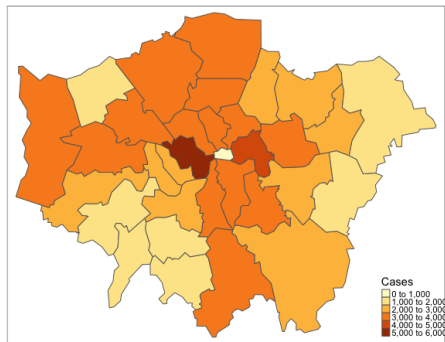 Cases
0 to 1,000
1,000 to 2,000
2,000 to 3,000
3,000 to 4,000
4,000 to 5,000
5,000 to 6,000